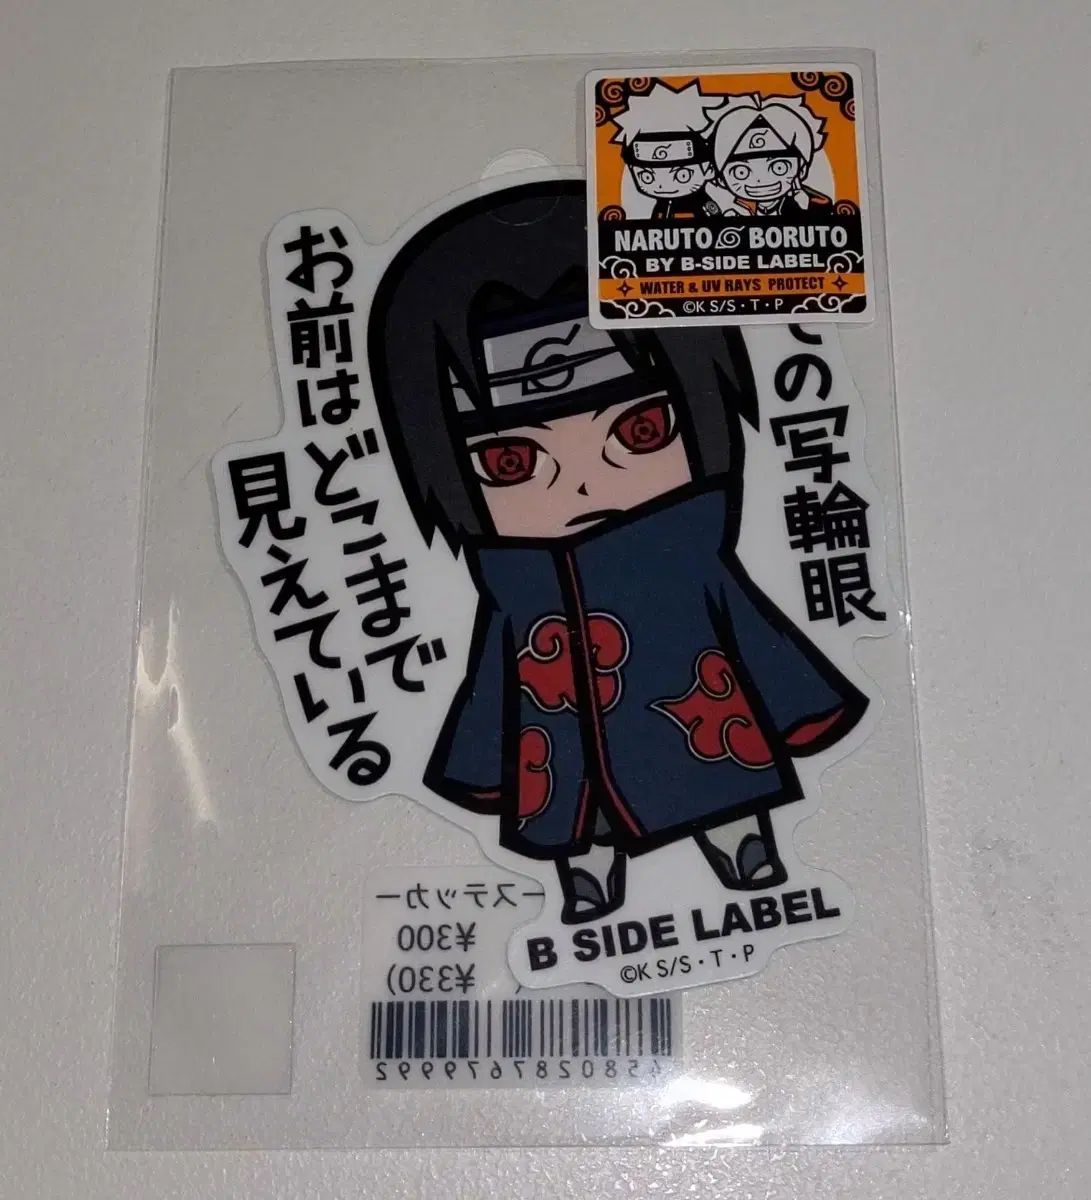 NARUTO BORUTO
BY B-SIDE LABEL
WATER & UV RAYS PROTECT
©K S/S・T・P
の写輪眼
お前はどこまで
見えている
B SIDE LABEL
©K S/S・T・P
ーステッカー
¥300
( ¥330)
4580287679992